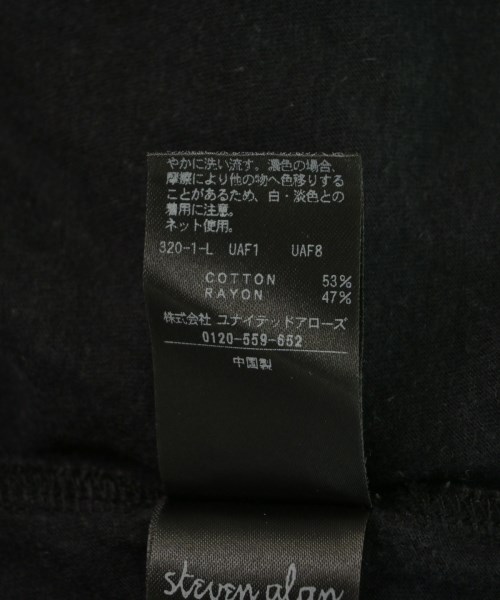 やかに洗い流す。濃色の場合、
摩擦により他の物へ色移りする
ことがあるため、白・淡色との
着用に注意。
ネット使用。
320-1-L UAF1 UAF8
COTTON 53%
RAYON 47%
株式会社 ユナイテッドアローズ
0120-559-652
中国製
steven alan